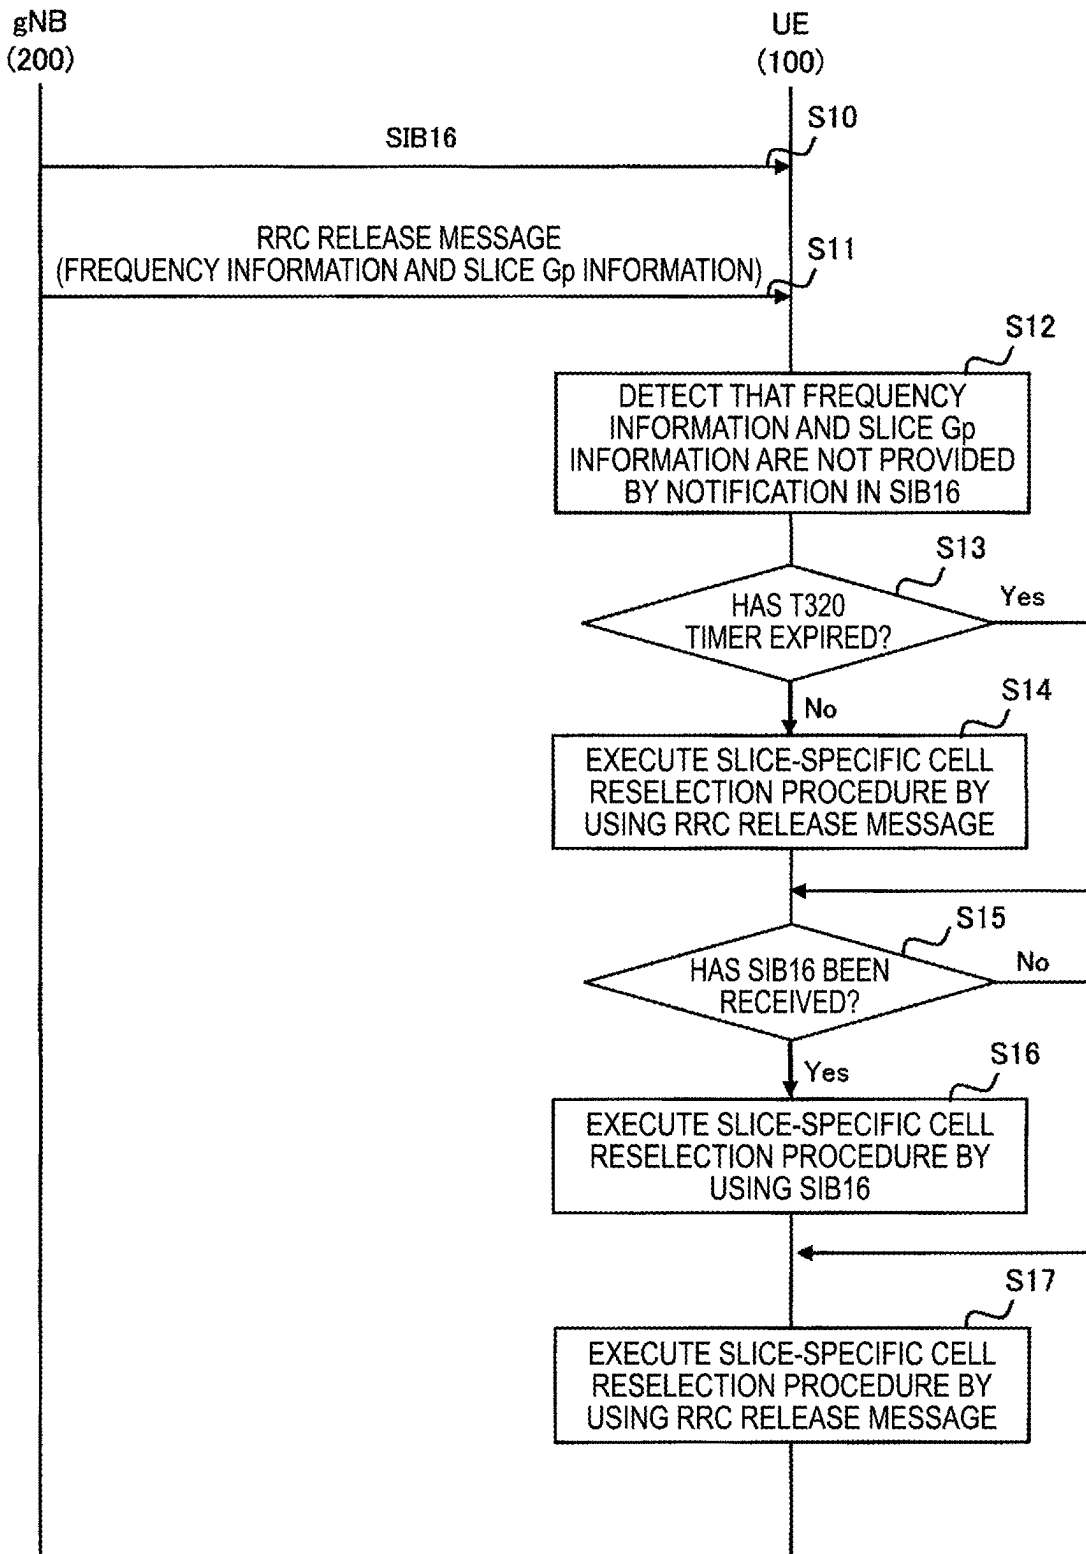 gNB
(200)
UE
(100)
SIB16
S10
RRC RELEASE MESSAGE
(FREQUENCY INFORMATION AND SLICE Gp INFORMATION)
S11
S12
DETECT THAT FREQUENCY
INFORMATION AND SLICE Gp
INFORMATION ARE NOT PROVIDED
BY NOTIFICATION IN SIB16
S13
HAS T320
TIMER EXPIRED?
Yes
No
S14
EXECUTE SLICE-SPECIFIC CELL
RESELECTION PROCEDURE BY
USING RRC RELEASE MESSAGE
S15
HAS SIB16 BEEN
RECEIVED?
No
Yes
S16
EXECUTE SLICE-SPECIFIC CELL
RESELECTION PROCEDURE BY
USING SIB16
S17
EXECUTE SLICE-SPECIFIC CELL
RESELECTION PROCEDURE BY
USING RRC RELEASE MESSAGE